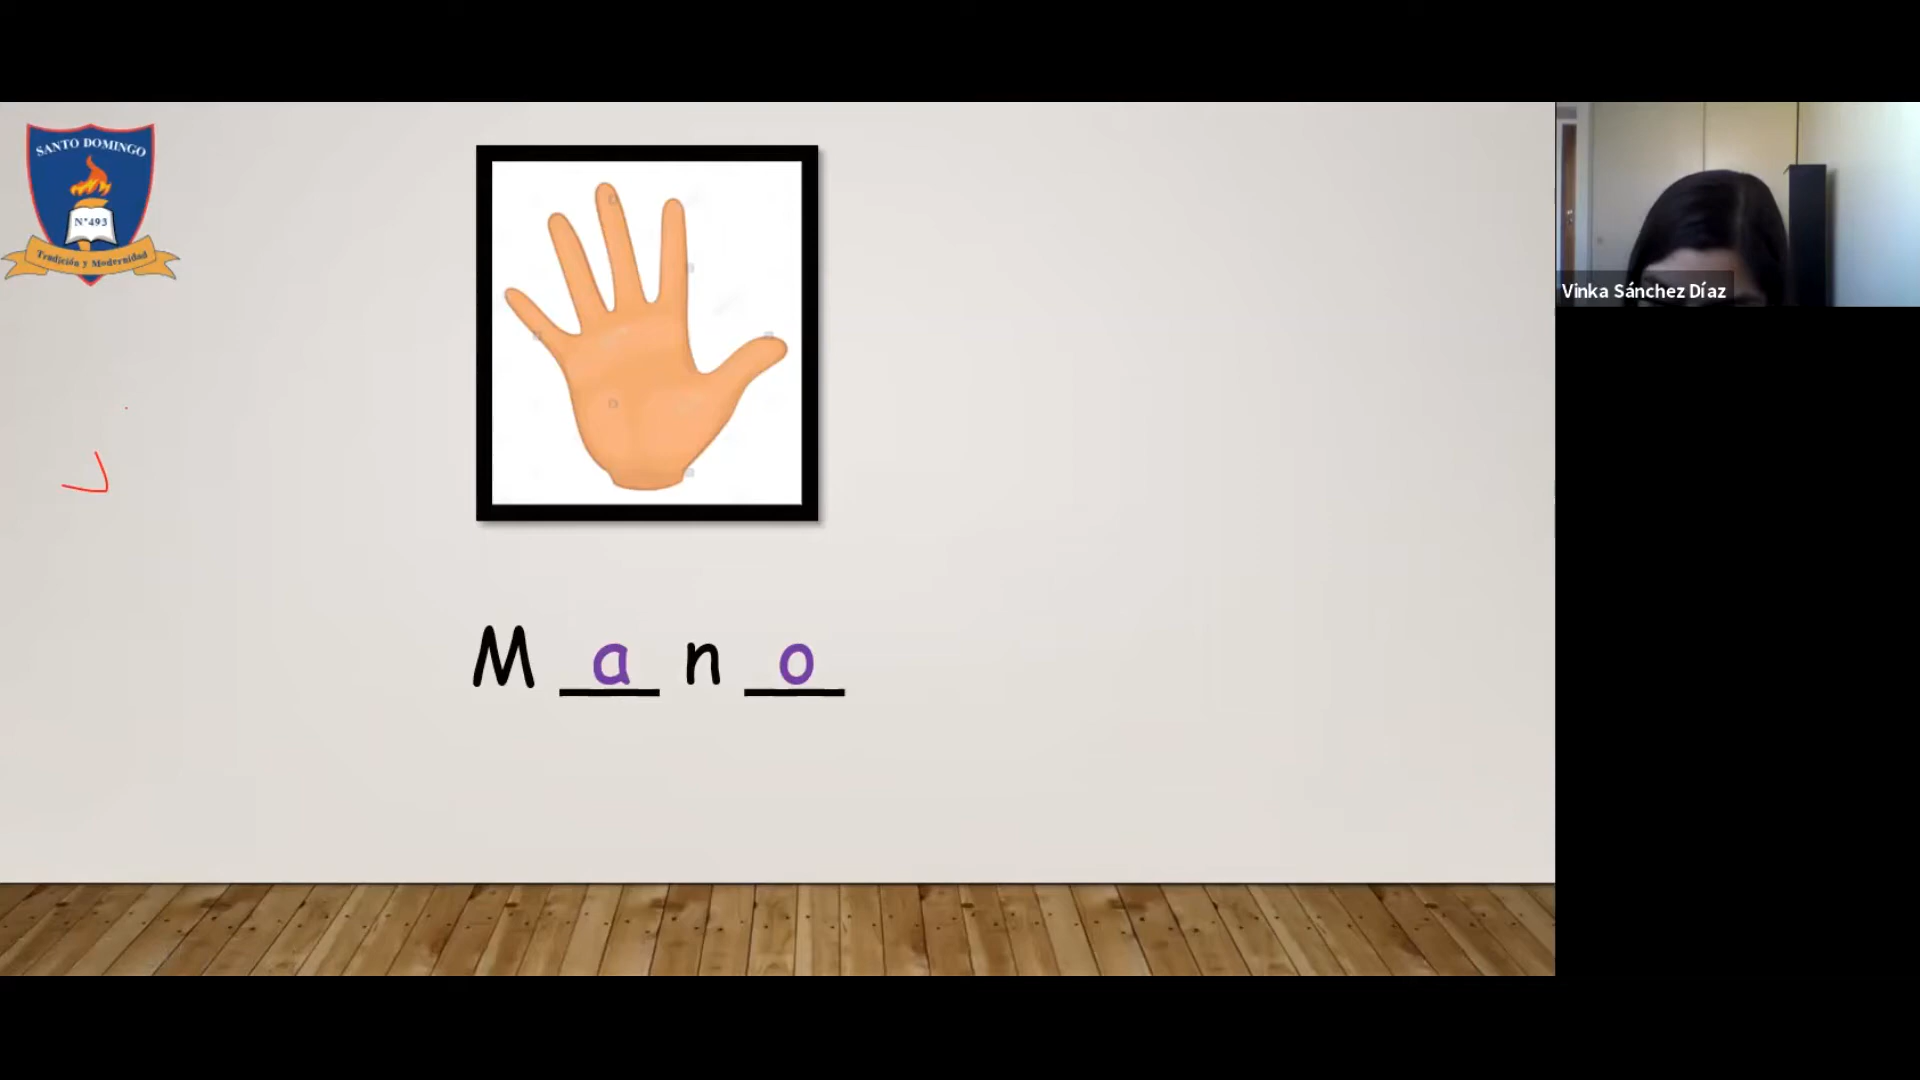 SANTO DOMINGO
N°493
Tradición y Modernidad
M a n o
Vinka Sánchez Díaz